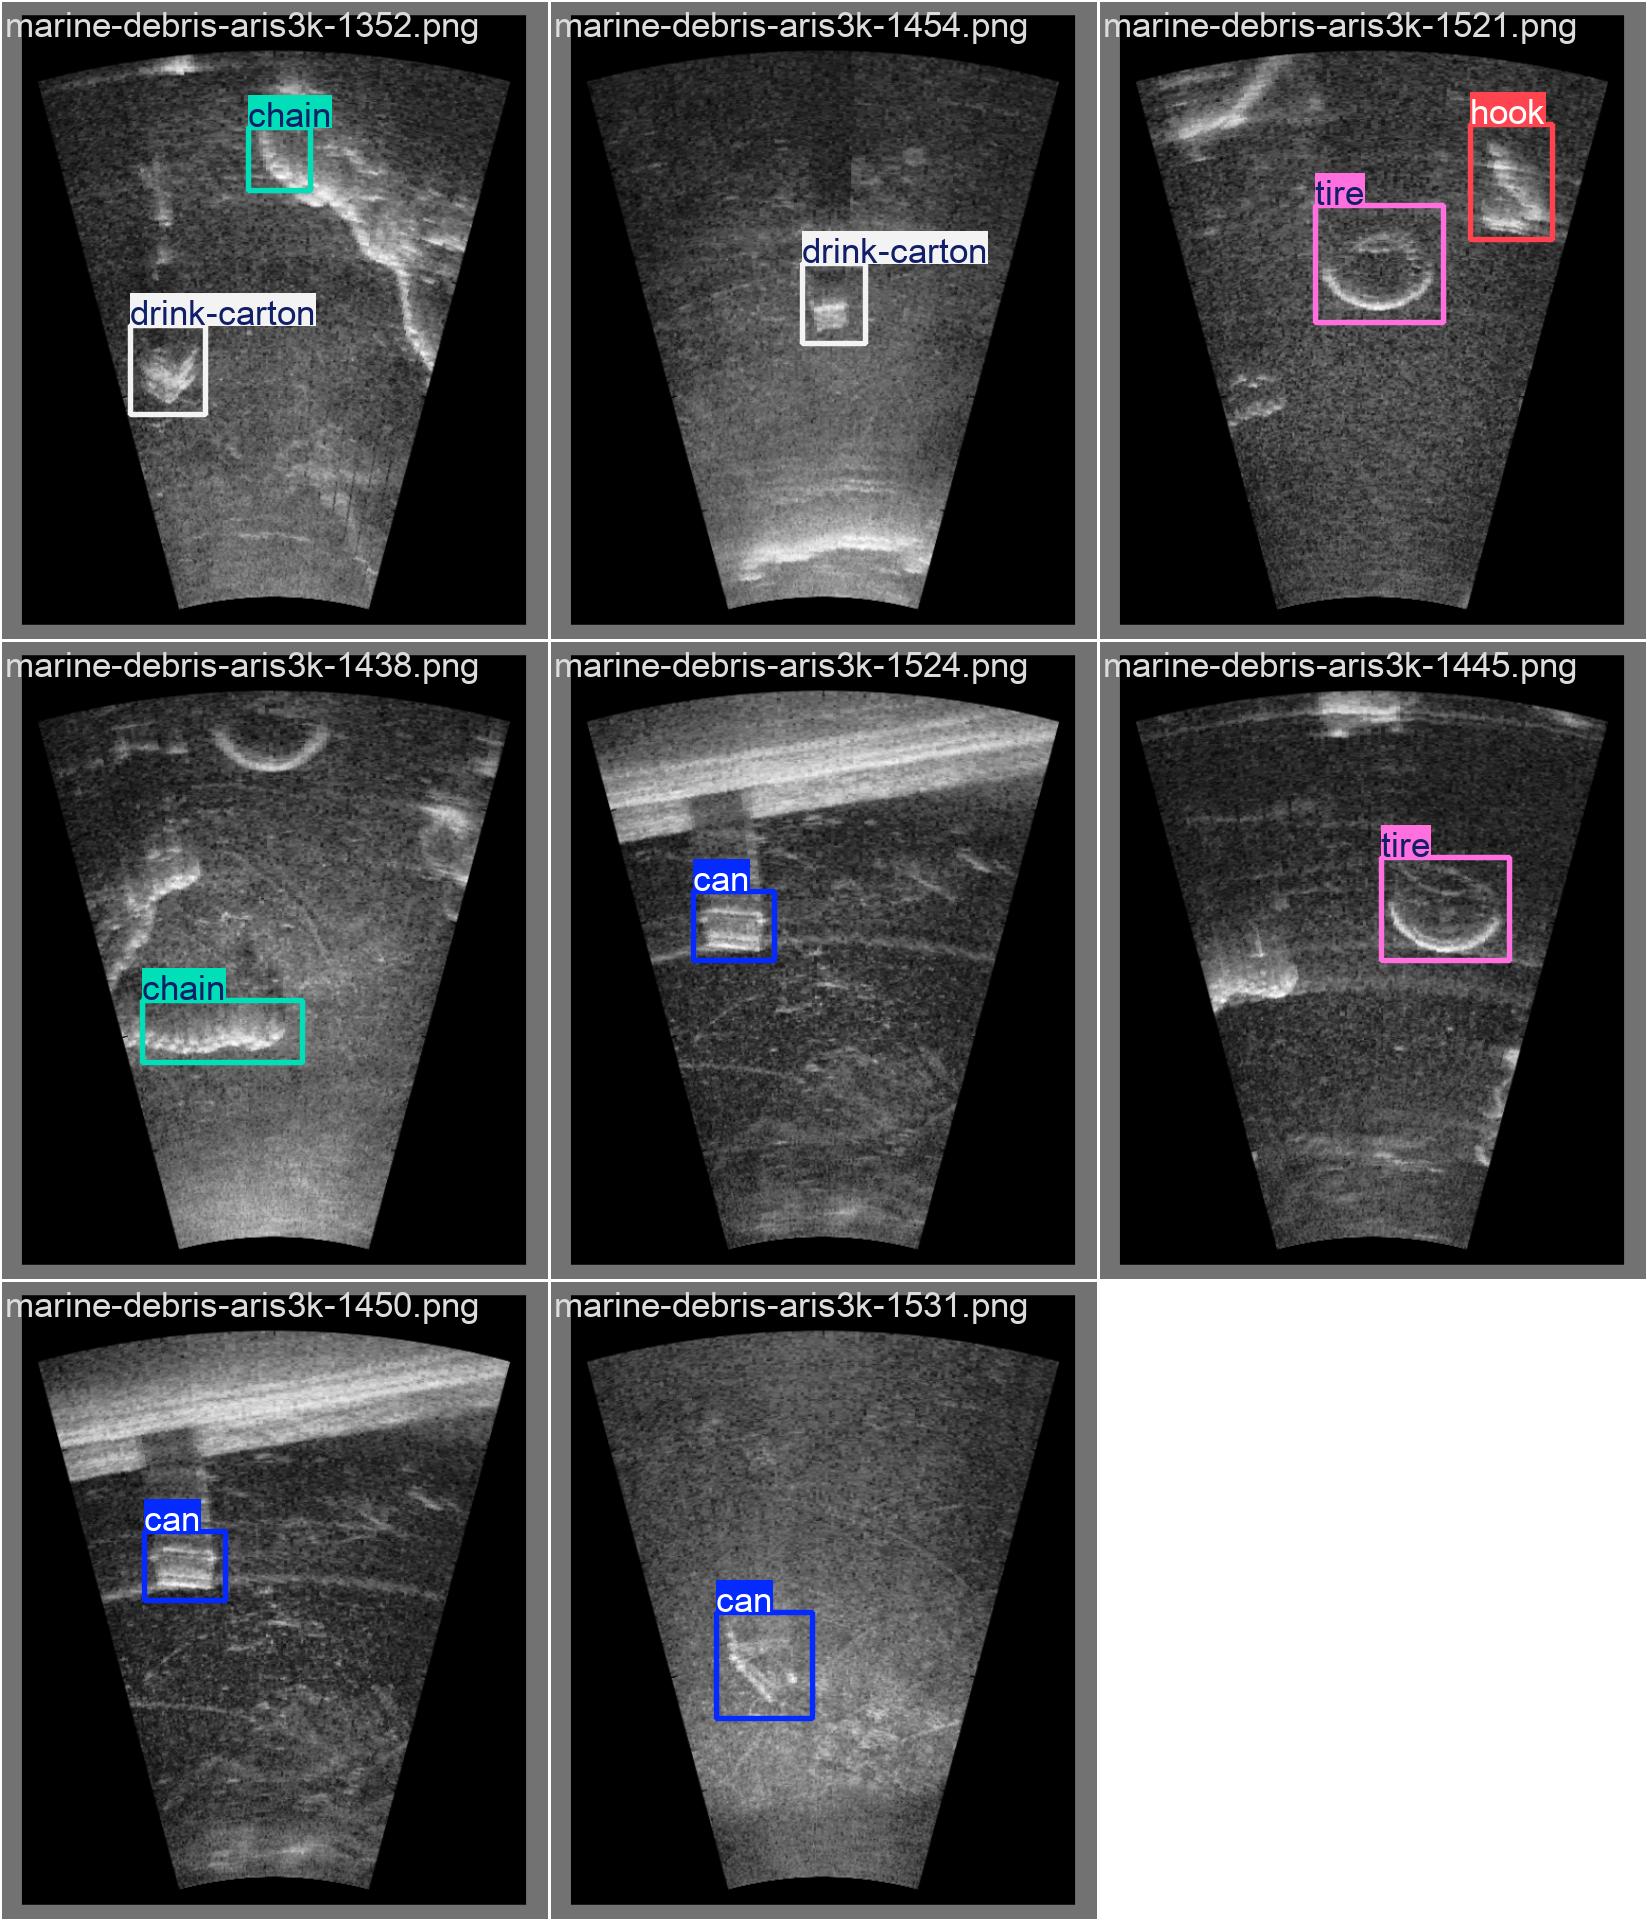 marine-debris-aris3k-1352.png
chain
drink-carton
marine-debris-aris3k-1454.png
drink-carton
marine-debris-aris3k-1521.png
hook
tire
marine-debris-aris3k-1438.png
chain
marine-debris-aris3k-1524.png
can
marine-debris-aris3k-1445.png
tire
marine-debris-aris3k-1450.png
can
marine-debris-aris3k-1531.png
can